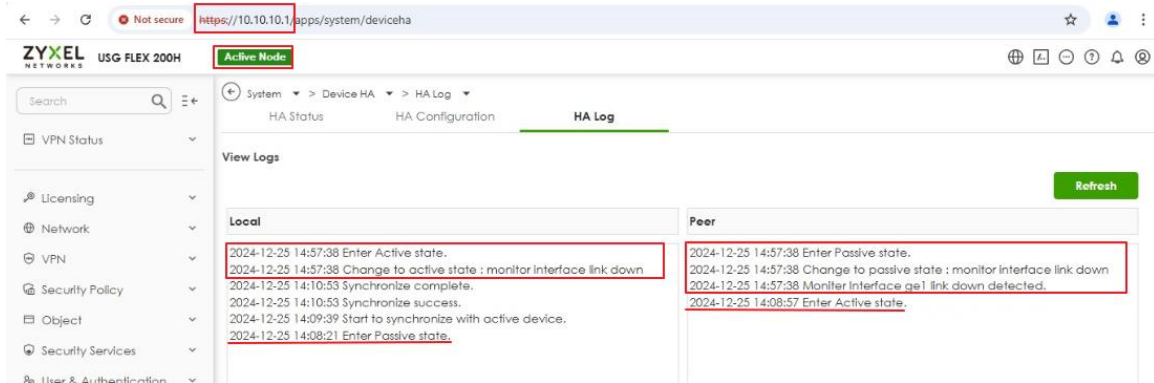 Not secure https://10.10.10.1/apps/system/deviceha
ZYXEL NETWORKS USG FLEX 200H Active Node
Search
System > Device HA > HA Log
HA Status HA Configuration HA Log
VPN Status
View Logs
Refresh
Licensing
Network
VPN
Security Policy
Object
Security Services
User & Authentication
Local
2024-12-25 14:57:38 Enter Active state.
2024-12-25 14:57:38 Change to active state : monitor interface link down
2024-12-25 14:10:53 Synchronize complete.
2024-12-25 14:10:53 Synchronize success.
2024-12-25 14:09:39 Start to synchronize with active device.
2024-12-25 14:08:21 Enter Passive state.
Peer
2024-12-25 14:57:38 Enter Passive state.
2024-12-25 14:57:38 Change to passive state : monitor interface link down
2024-12-25 14:57:38 Moniter Interface ge1 link down detected.
2024-12-25 14:08:57 Enter Active state.